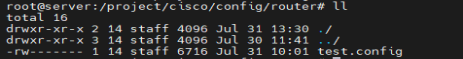 root@server:/project/cisco/config/router# ll
total 16
drwxr-xr-x 2 14 staff 4096 Jul 31 13:30 ./
drwxr-xr-x 3 14 staff 4096 Jul 30 11:41 ../
-rw------- 1 14 staff 6716 Jul 31 10:01 test.config